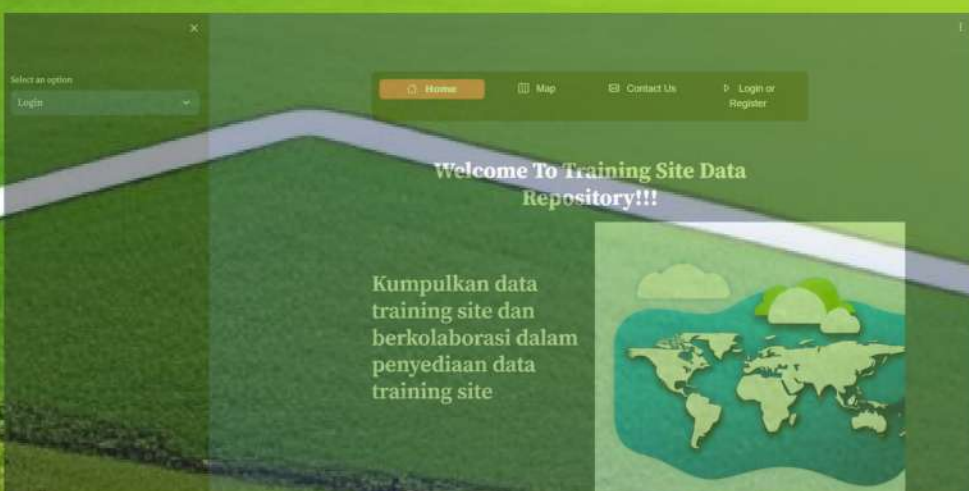 Select an option
Login
Home
Map
Contact Us
Login or
Register
Welcome To Training Site Data
Repository!!!
Kumpulkan data
training site dan
berkolaborasi dalam
penyediaan data
training site